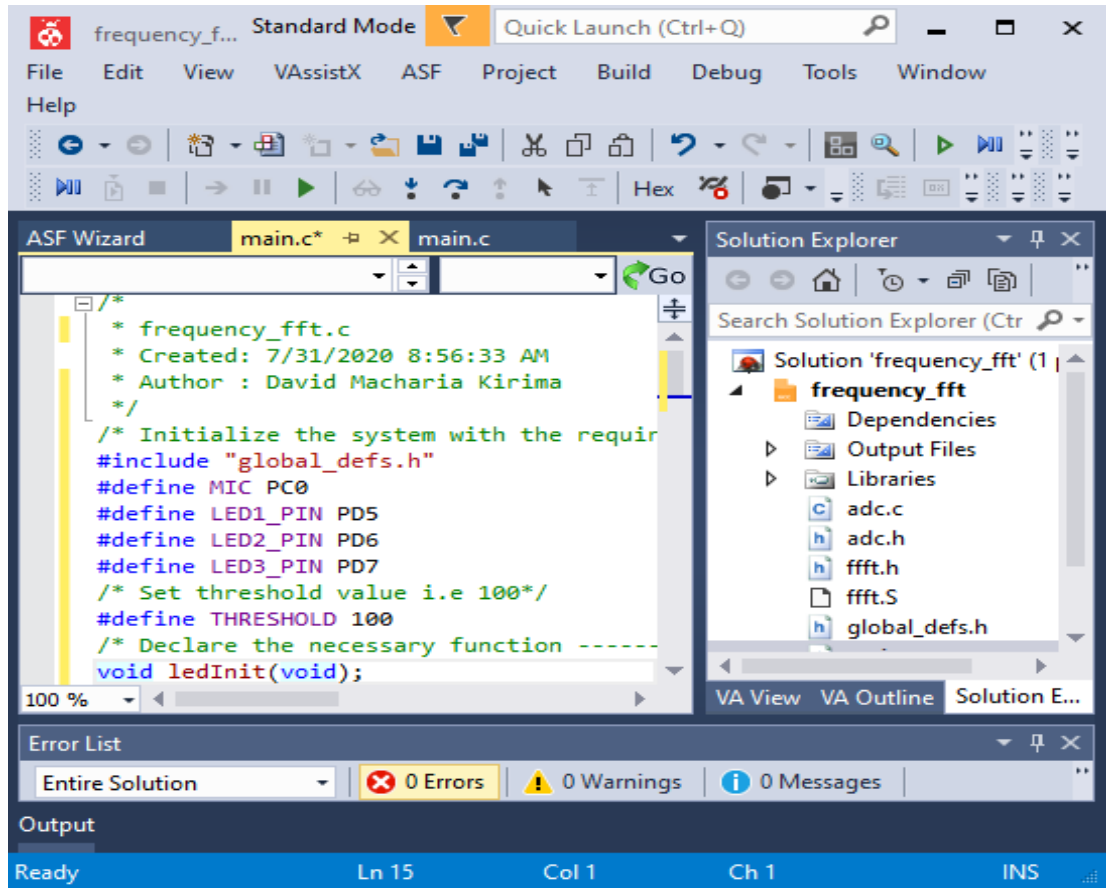 frequency_f... Standard Mode Quick Launch (Ctrl+Q)
File Edit View VAssistX ASF Project Build Debug Tools Window
Help
Hex
ASF Wizard main.c* main.c
Go
/*
* frequency_fft.c
* Created: 7/31/2020 8:56:33 AM
* Author : David Macharia Kirima
*/
/* Initialize the system with the requir
#include "global_defs.h"
#define MIC PC0
#define LED1_PIN PD5
#define LED2_PIN PD6
#define LED3_PIN PD7
/* Set threshold value i.e 100*/
#define THRESHOLD 100
/* Declare the necessary function ------
void ledInit(void);
100 %
Solution Explorer
Search Solution Explorer (Ctr
Solution 'frequency_fft' (1 p
frequency_fft
Dependencies
Output Files
Libraries
adc.c
adc.h
ffft.h
ffft.S
global_defs.h
VA View VA Outline Solution E...
Error List
Entire Solution 0 Errors 0 Warnings 0 Messages
Output
Ready Ln 15 Col 1 Ch 1 INS